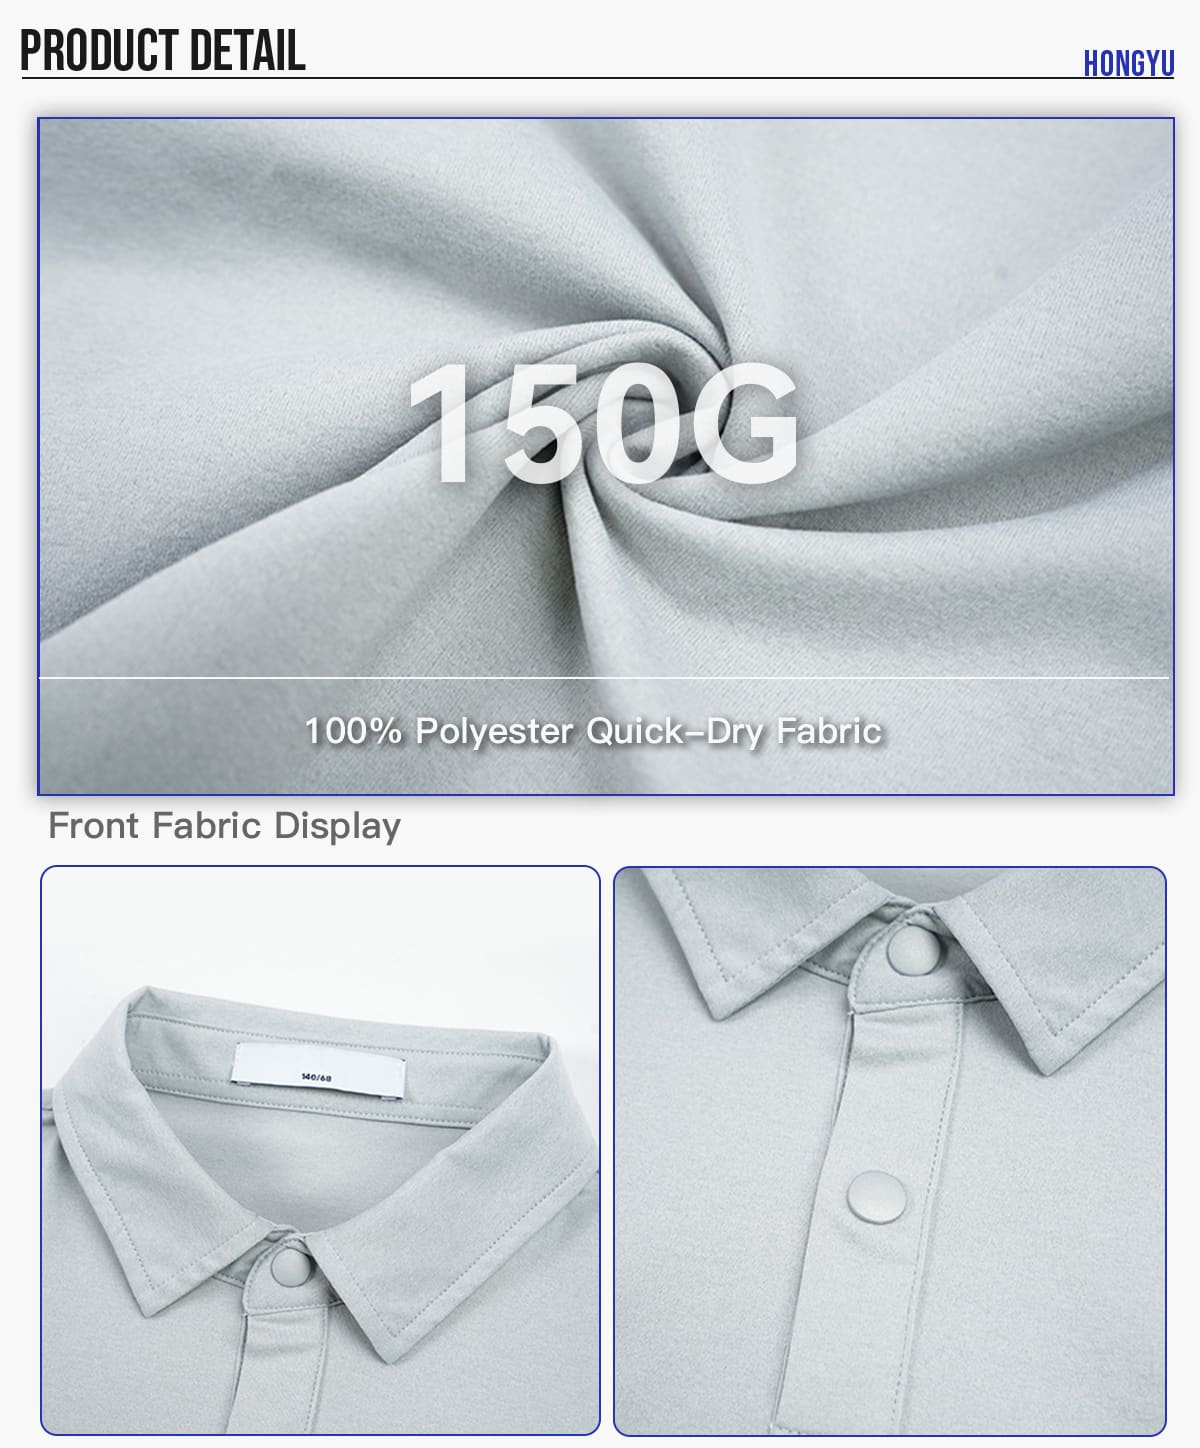 PRODUCT DETAIL
HONGYU
150G
100% Polyester Quick-Dry Fabric
Front Fabric Display
140/68